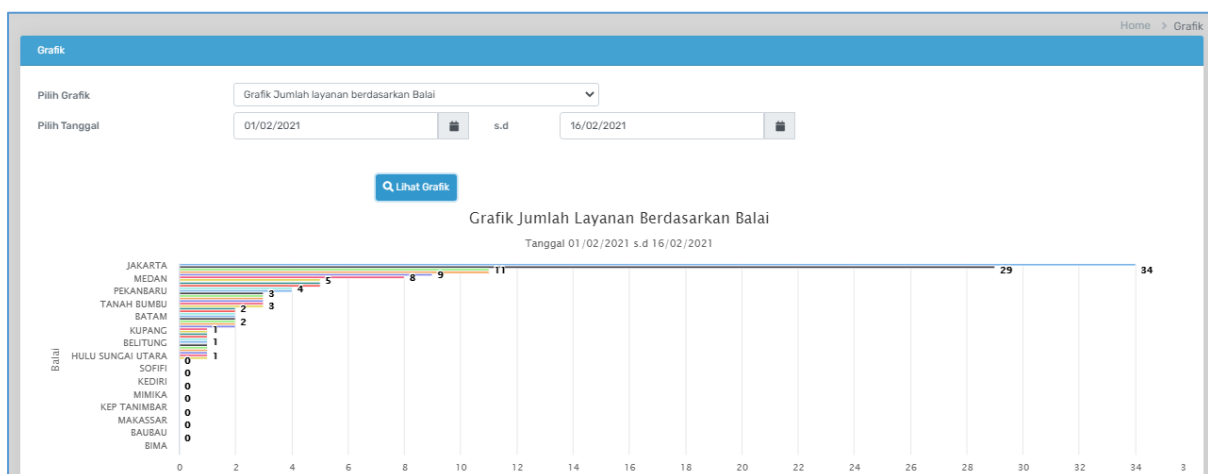 Home > Grafik
Grafik
Pilih Grafik
Grafik Jumlah layanan berdasarkan Balai
Pilih Tanggal
01/02/2021
s.d
16/02/2021
Lihat Grafik
Grafik Jumlah Layanan Berdasarkan Balai
Tanggal 01/02/2021 s.d 16/02/2021
Balai
JAKARTA
MEDAN
PEKANBARU
TANAH BUMBU
BATAM
KUPANG
BELITUNG
HULU SUNGAI UTARA
SOFIFI
KEDIRI
MIMIKA
KEP TANIMBAR
MAKASSAR
BAUBAU
BIMA
34
29
11
9
8
5
4
3
3
2
2
1
1
1
0
0
0
0
0
0
0
0 2 4 6 8 10 12 14 16 18 20 22 24 26 28 30 32 34 3